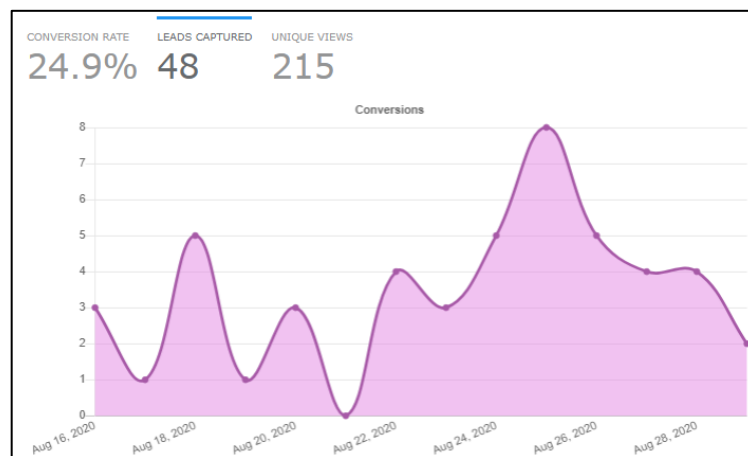 CONVERSION RATE LEADS CAPTURED UNIQUE VIEWS
24.9% 48 215
Conversions
8
7
6
5
4
3
2
1
0
Aug 16, 2020 Aug 18, 2020 Aug 20, 2020 Aug 22, 2020 Aug 24, 2020 Aug 26, 2020 Aug 28, 2020